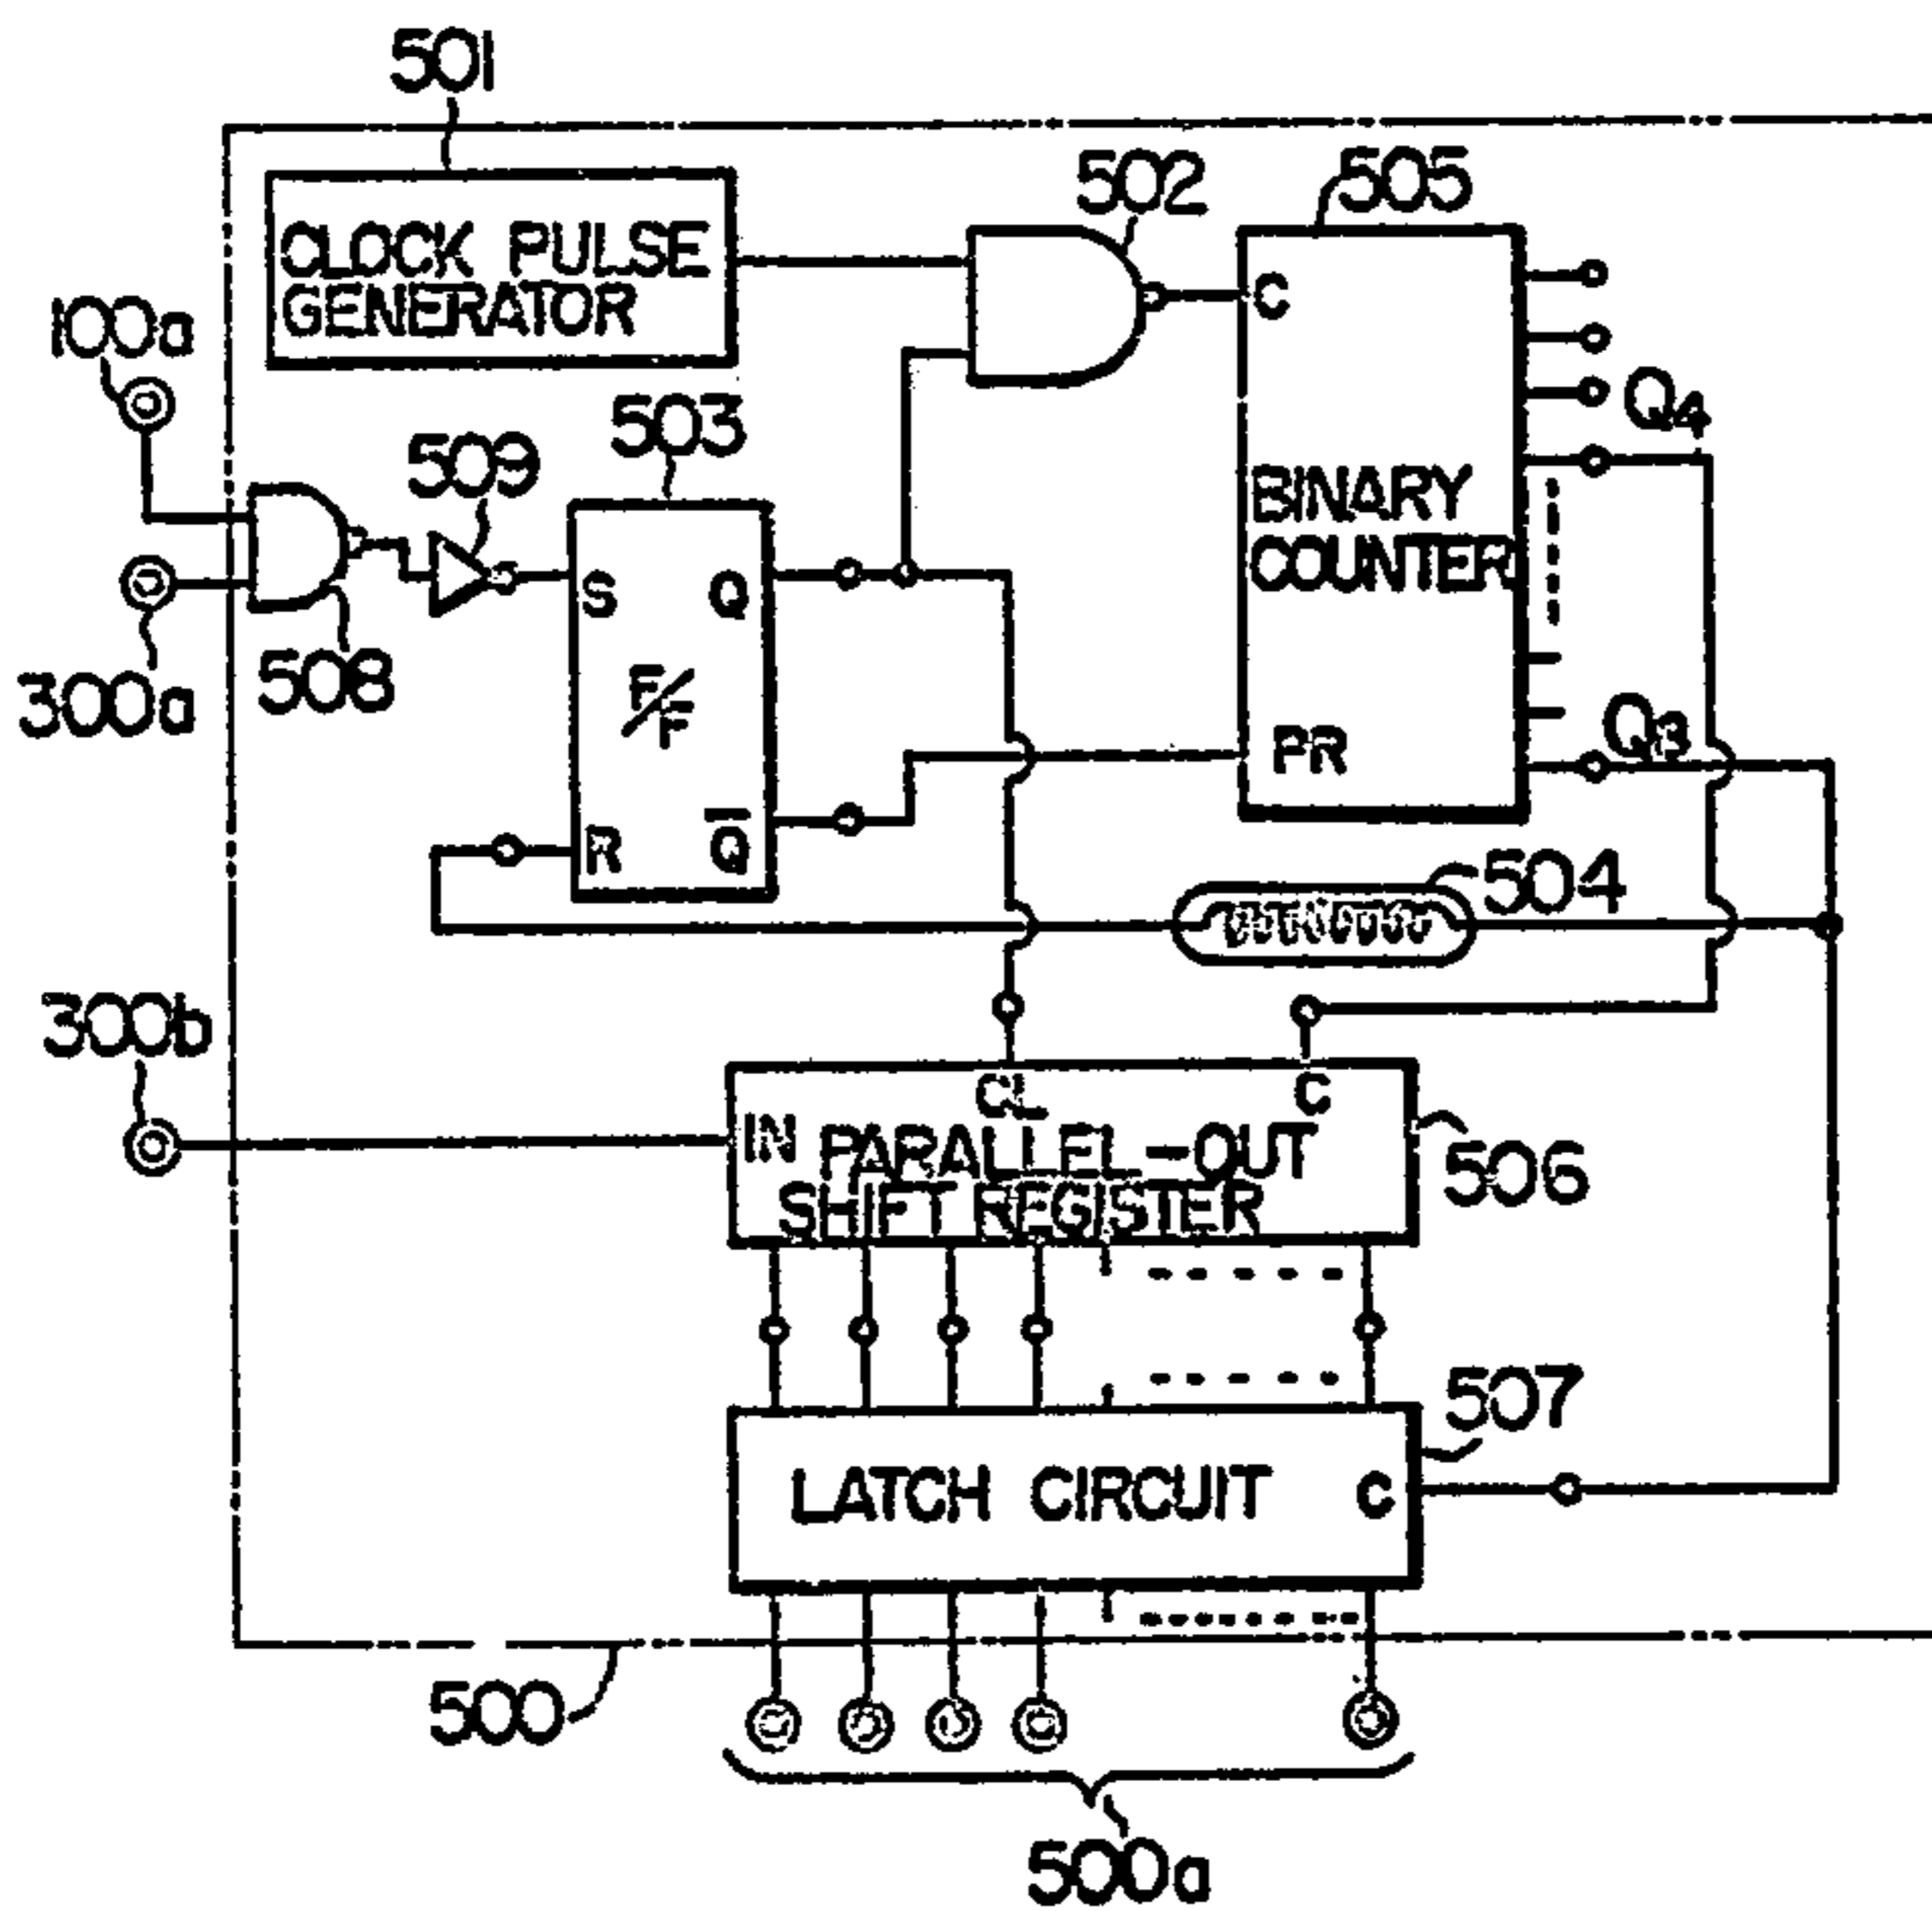 501
502
505
CLOCK PULSE
GENERATOR
C
100a
Q4
503
509
BINARY
COUNTER
S
Q
F/F
300a
508
Q3
PR
R
Q̅
504
300b
CL
C
IN PARALLEL-OUT
SHIFT REGISTER
506
507
LATCH CIRCUIT
C
500
500a